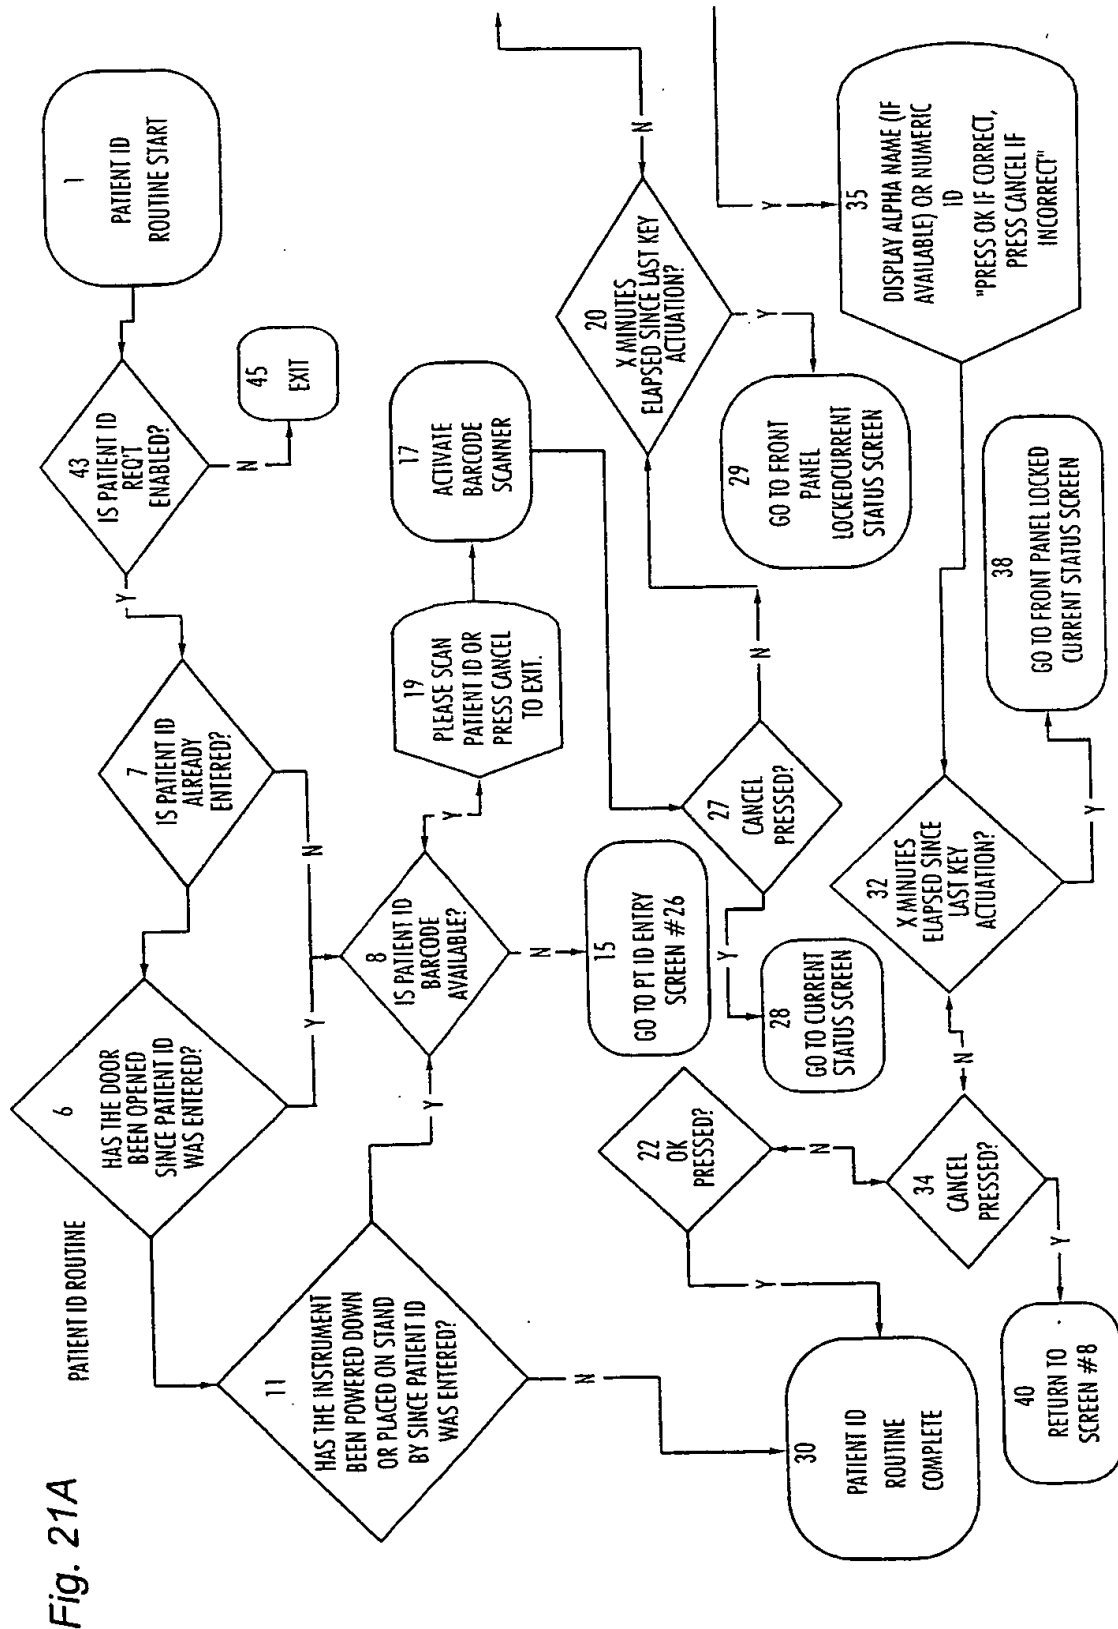 Fig. 21A
PATIENT ID ROUTINE
1
PATIENT ID
ROUTINE START
43
IS PATIENT ID
REQ'T
ENABLED?
N
45
EXIT
Y
7
IS PATIENT ID
ALREADY
ENTERED?
N
6
HAS THE DOOR
BEEN OPENED
SINCE PATIENT ID
WAS ENTERED?
Y
11
HAS THE INSTRUMENT
BEEN POWERED DOWN
OR PLACED ON STAND
BY SINCE PATIENT ID
WAS ENTERED?
Y
N
8
IS PATIENT ID
BARCODE
AVAILABLE?
Y
N
15
GO TO PT ID ENTRY
SCREEN #26
19
PLEASE SCAN
PATIENT ID OR
PRESS CANCEL
TO EXIT.
17
ACTIVATE
BARCODE
SCANNER
27
CANCEL
PRESSED?
Y
N
28
GO TO CURRENT
STATUS SCREEN
20
X MINUTES
ELAPSED SINCE LAST KEY
ACTUATION?
N
Y
29
GO TO FRONT
PANEL
LOCKEDCURRENT
STATUS SCREEN
Y
35
DISPLAY ALPHA NAME (IF
AVAILABLE) OR NUMERIC
ID
"PRESS OK IF CORRECT,
PRESS CANCEL IF
INCORRECT"
32
X MINUTES
ELAPSED SINCE
LAST KEY
ACTUATION?
Y
N
38
GO TO FRONT PANEL LOCKED
CURRENT STATUS SCREEN
34
CANCEL
PRESSED?
N
Y
22
OK
PRESSED?
Y
30
PATIENT ID
ROUTINE
COMPLETE
40
RETURN TO
SCREEN #8